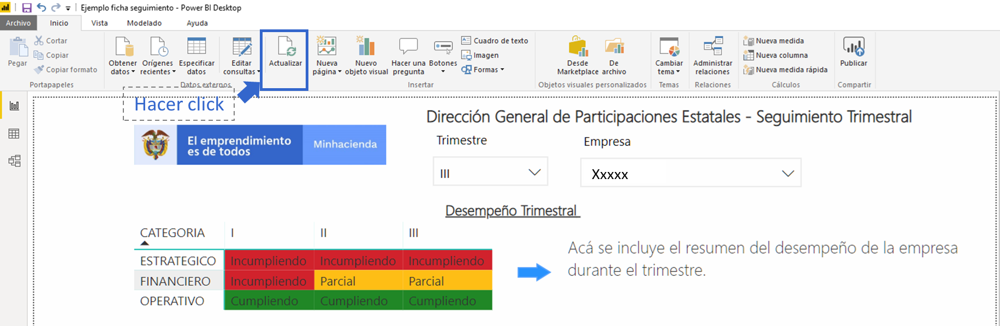 Ejemplo ficha seguimiento - Power BI Desktop
Archivo Inicio Vista Modelado Ayuda
Pegar
Cortar
Copiar
Copiar formato
Portapapeles
Obtener
datos
Orígenes
recientes
Especificar
datos
Editar
consultas
Datos externos
Actualizar
Nueva
página
Nuevo
objeto visual
Hacer una
pregunta
Botones
Cuadro de texto
Imagen
Formas
Insertar
Desde
Marketplace
De
archivo
Objetos visuales personalizados
Cambiar
tema
Temas
Administrar
relaciones
Relaciones
Nueva medida
Nueva columna
Nueva medida rápida
Cálculos
Publicar
Compartir
Hacer click
Dirección General de Participaciones Estatales - Seguimiento Trimestral
El emprendimiento
es de todos
Minhacienda
Trimestre
III
Empresa
Xxxxx
Desempeño Trimestral
CATEGORIA I II III
ESTRATEGICO Incumpliendo Incumpliendo Incumpliendo
FINANCIERO Incumpliendo Parcial Parcial
OPERATIVO Cumpliendo Cumpliendo Cumpliendo
Acá se incluye el resumen del desempeño de la empresa
durante el trimestre.